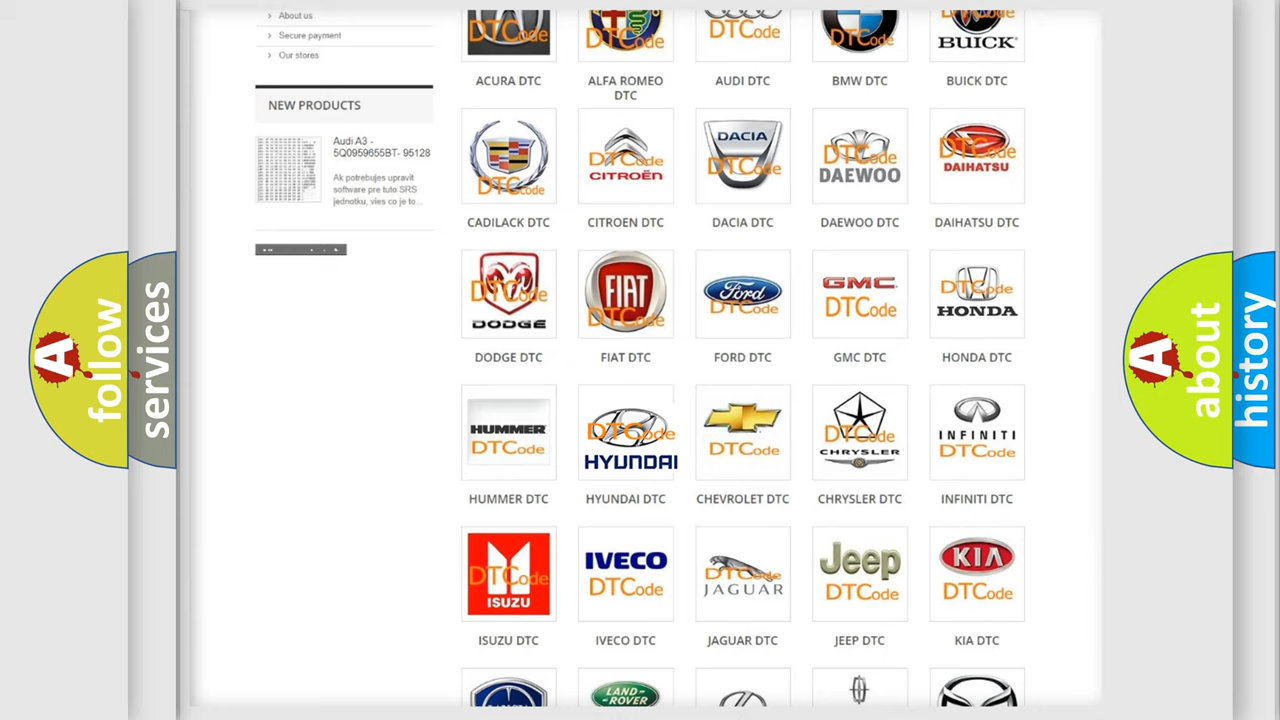 About us
Secure payment
Our stores
NEW PRODUCTS
Audi A3 -
5Q0959655BT- 95128
Ak potrebujes upravit
software pre tuto SRS
jednotku, vies co je to...
DTCode
DTCode
DTCode
DTCode
BUICK
ACURA DTC
ALFA ROMEO
DTC
AUDI DTC
BMW DTC
BUICK DTC
DTCode
DTCode
CITROËN
DACIA
DTCode
DTCode
DAEWOO
DTCode
DAIHATSU
CADILACK DTC
CITROEN DTC
DACIA DTC
DAEWOO DTC
DAIHATSU DTC
DTCode
DODGE
FIAT
DTCode
Ford
DTCode
GMC
DTCode
DTCode
HONDA
DODGE DTC
FIAT DTC
FORD DTC
GMC DTC
HONDA DTC
HUMMER
DTCode
DTCode
HYUNDAI
DTCode
DTCode
CHRYSLER
INFINITI
DTCode
HUMMER DTC
HYUNDAI DTC
CHEVROLET DTC
CHRYSLER DTC
INFINITI DTC
DTCode
ISUZU
IVECO
DTCode
DTCode
JAGUAR
Jeep
DTCode
KIA
DTCode
ISUZU DTC
IVECO DTC
JAGUAR DTC
JEEP DTC
KIA DTC
LAND-
ROVER
A
follow
services
A
about
history